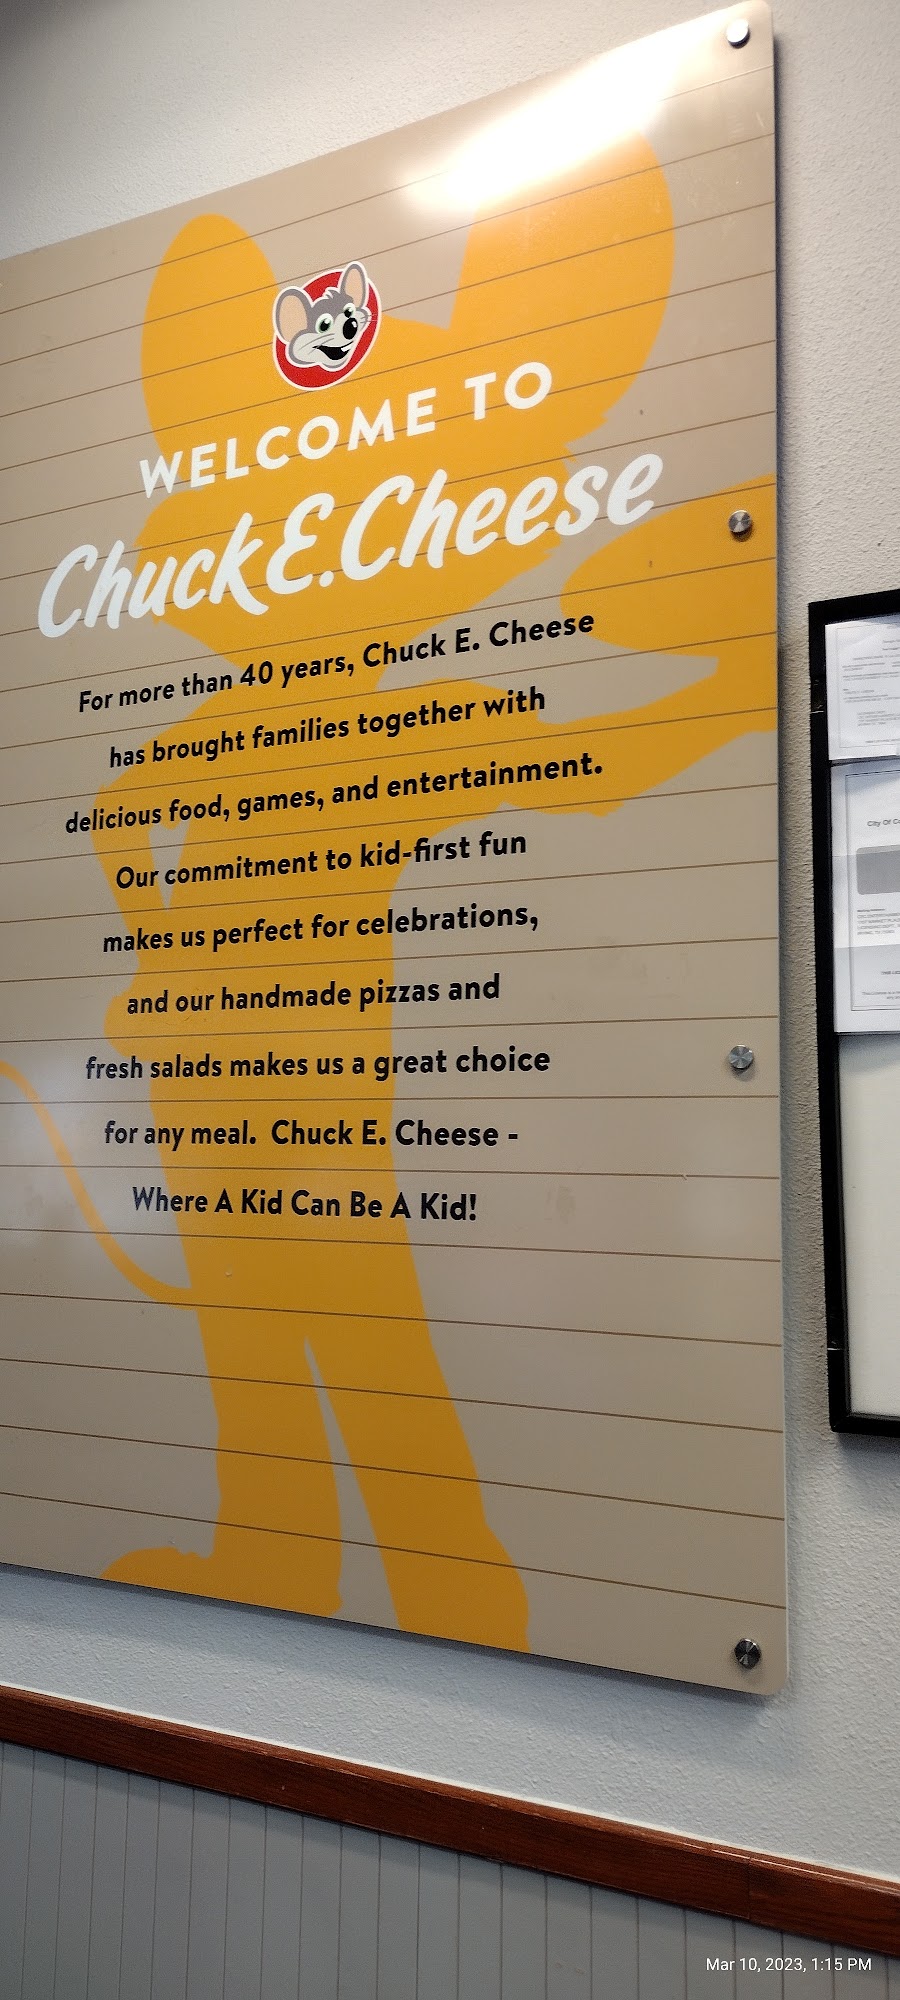 WELCOME TO
Chuck E. Cheese
For more than 40 years, Chuck E. Cheese
has brought families together with
delicious food, games, and entertainment.
Our commitment to kid-first fun
makes us perfect for celebrations,
and our handmade pizzas and
fresh salads makes us a great choice
for any meal.  Chuck E. Cheese -
Where A Kid Can Be A Kid!
City Of
Mar 10, 2023, 1:15 PM